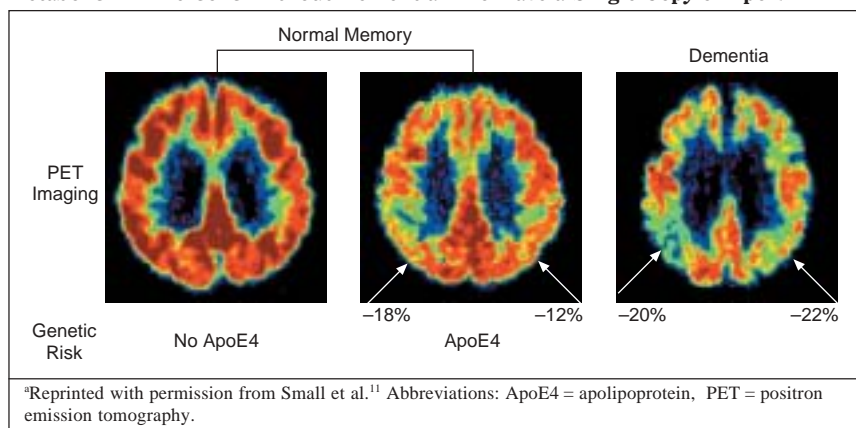 Normal Memory
Dementia
PET
Imaging
–18%
–12%
–20%
–22%
Genetic
Risk
No ApoE4
ApoE4
ᵃReprinted with permission from Small et al.¹¹ Abbreviations: ApoE4 = apolipoprotein, PET = positron
emission tomography.